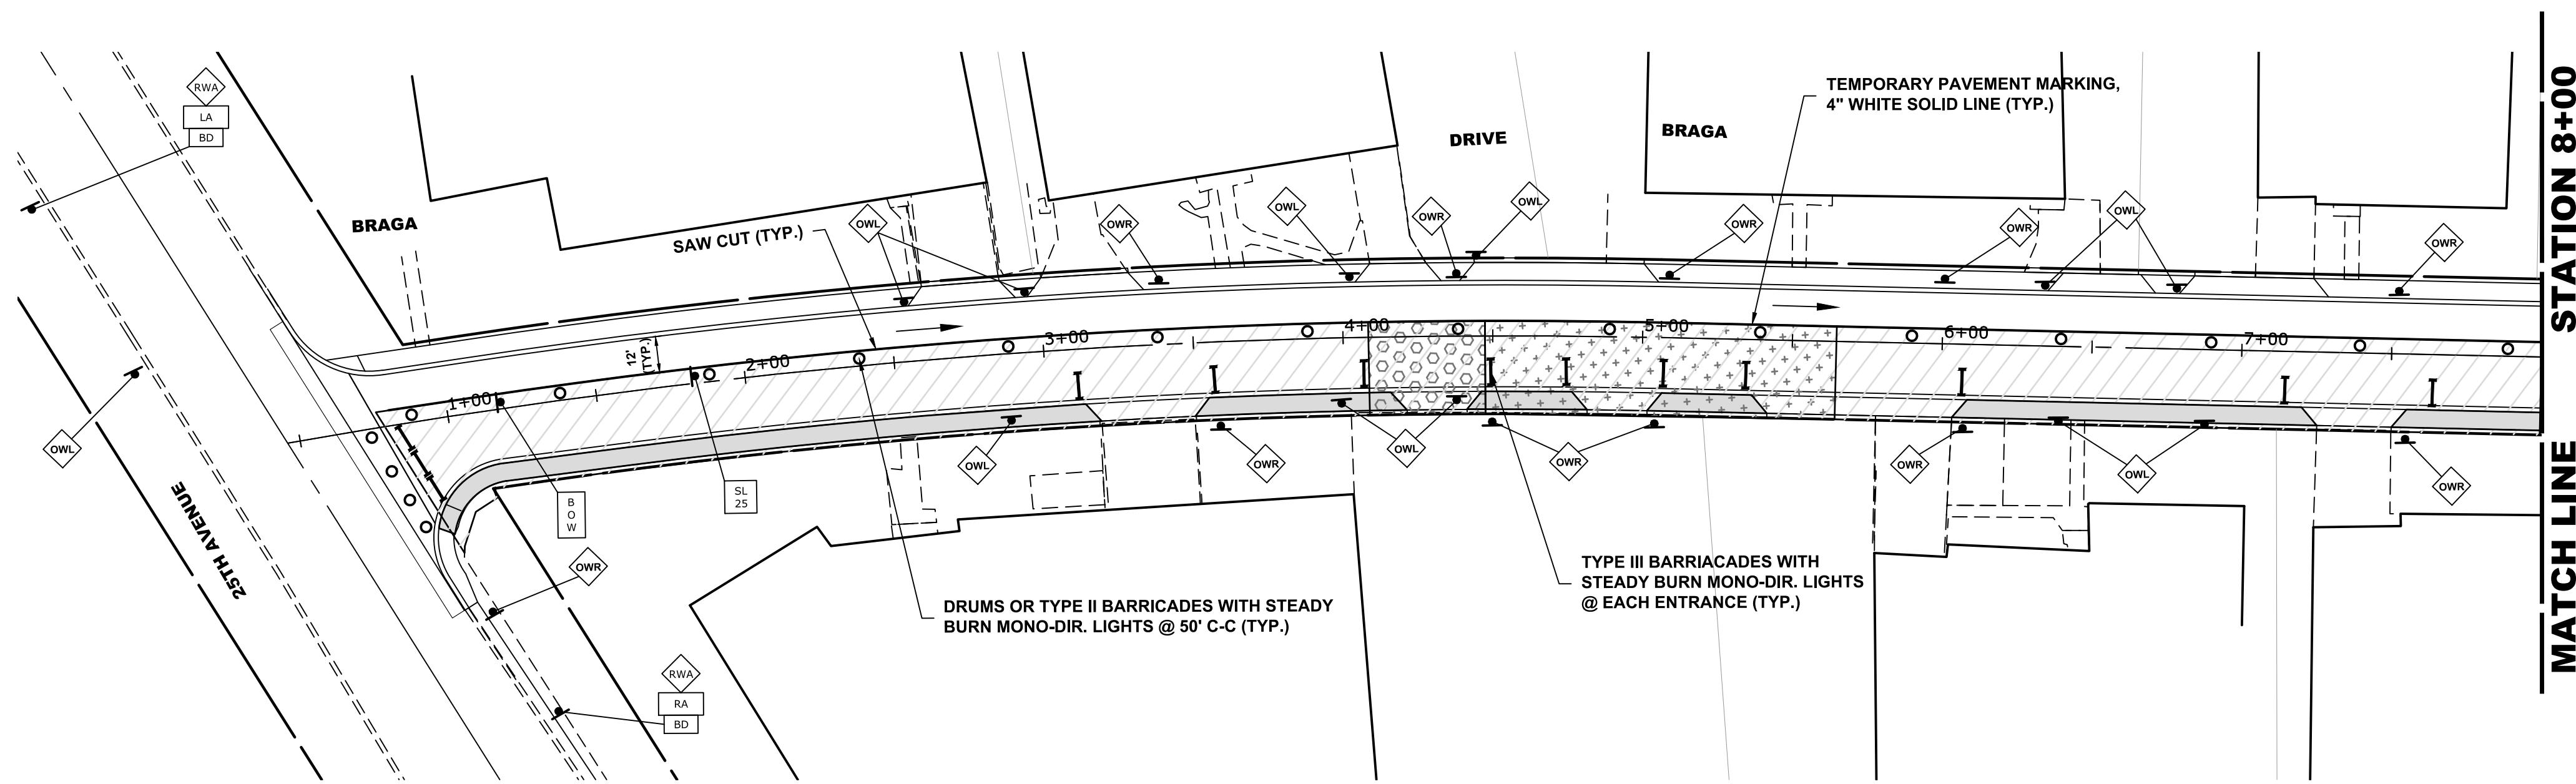 RWA
LA
BD
BRAGA
SAW CUT (TYP.)
OWL
OWR
OWL
OWR
OWL
DRIVE
BRAGA
TEMPORARY PAVEMENT MARKING,
4" WHITE SOLID LINE (TYP.)
OWR
OWR
OWL
OWR
STATION 8+00
MATCH LINE
12'
(TYP.)
1+00
2+00
3+00
4+00
5+00
6+00
7+00
OWL
25TH AVENUE
B
O
W
SL
25
OWL
OWR
OWL
OWR
OWR
OWL
OWR
OWR
RWA
RA
BD
DRUMS OR TYPE II BARRICADES WITH STEADY
BURN MONO-DIR. LIGHTS @ 50' C-C (TYP.)
TYPE III BARRIACADES WITH
STEADY BURN MONO-DIR. LIGHTS
@ EACH ENTRANCE (TYP.)